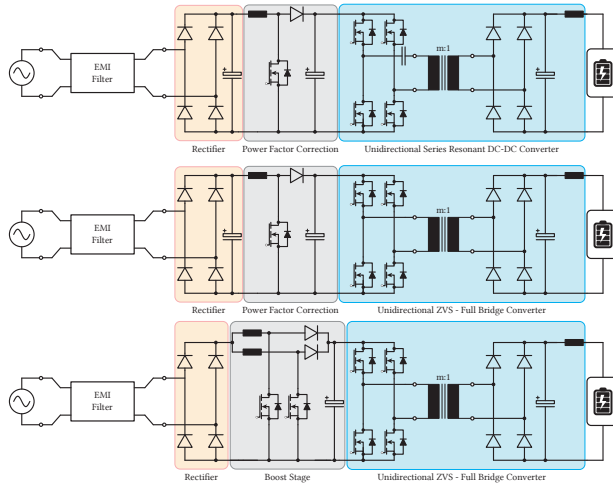 m:1
EMI
Filter
Rectifier Power Factor Correction Unidirectional Series Resonant DC-DC Converter
m:1
EMI
Filter
Rectifier Power Factor Correction Unidirectional ZVS - Full Bridge Converter
m:1
EMI
Filter
Rectifier Boost Stage Unidirectional ZVS - Full Bridge Converter